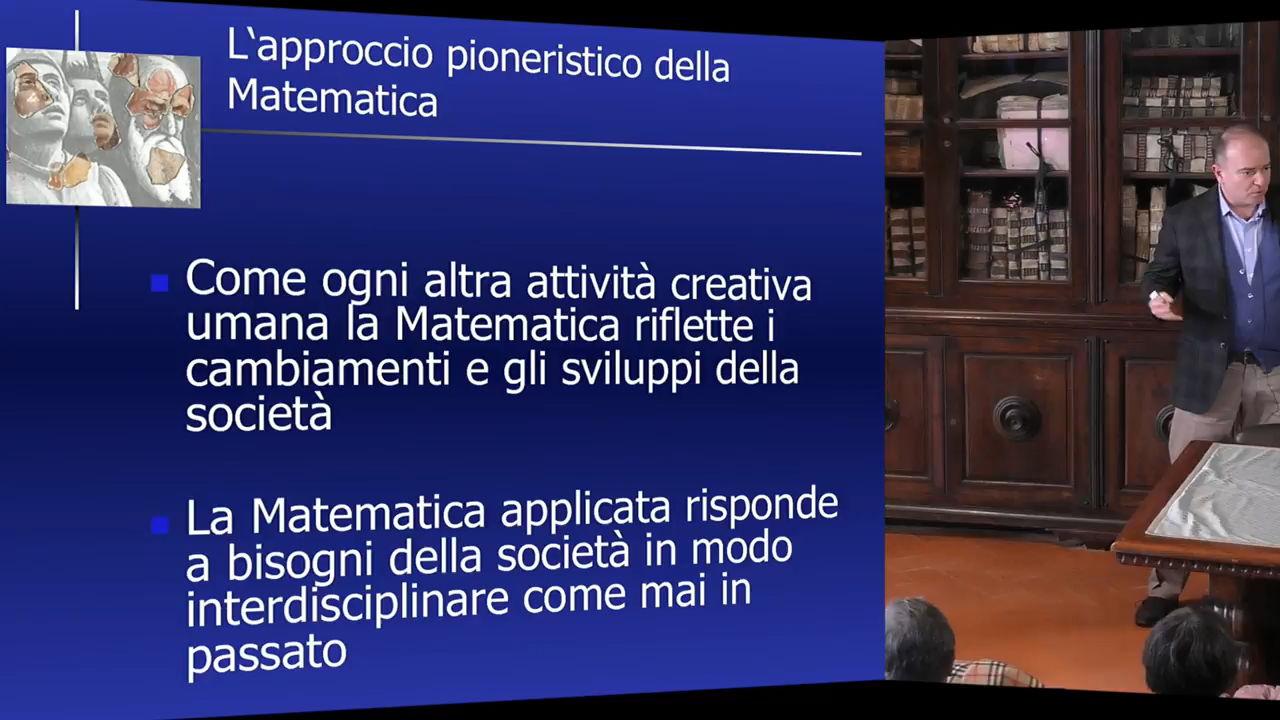 L'approccio pioneristico della
Matematica
Come ogni altra attività creativa
umana la Matematica riflette i
cambiamenti e gli sviluppi della
società
La Matematica applicata risponde
a bisogni della società in modo
interdisciplinare come mai in
passato